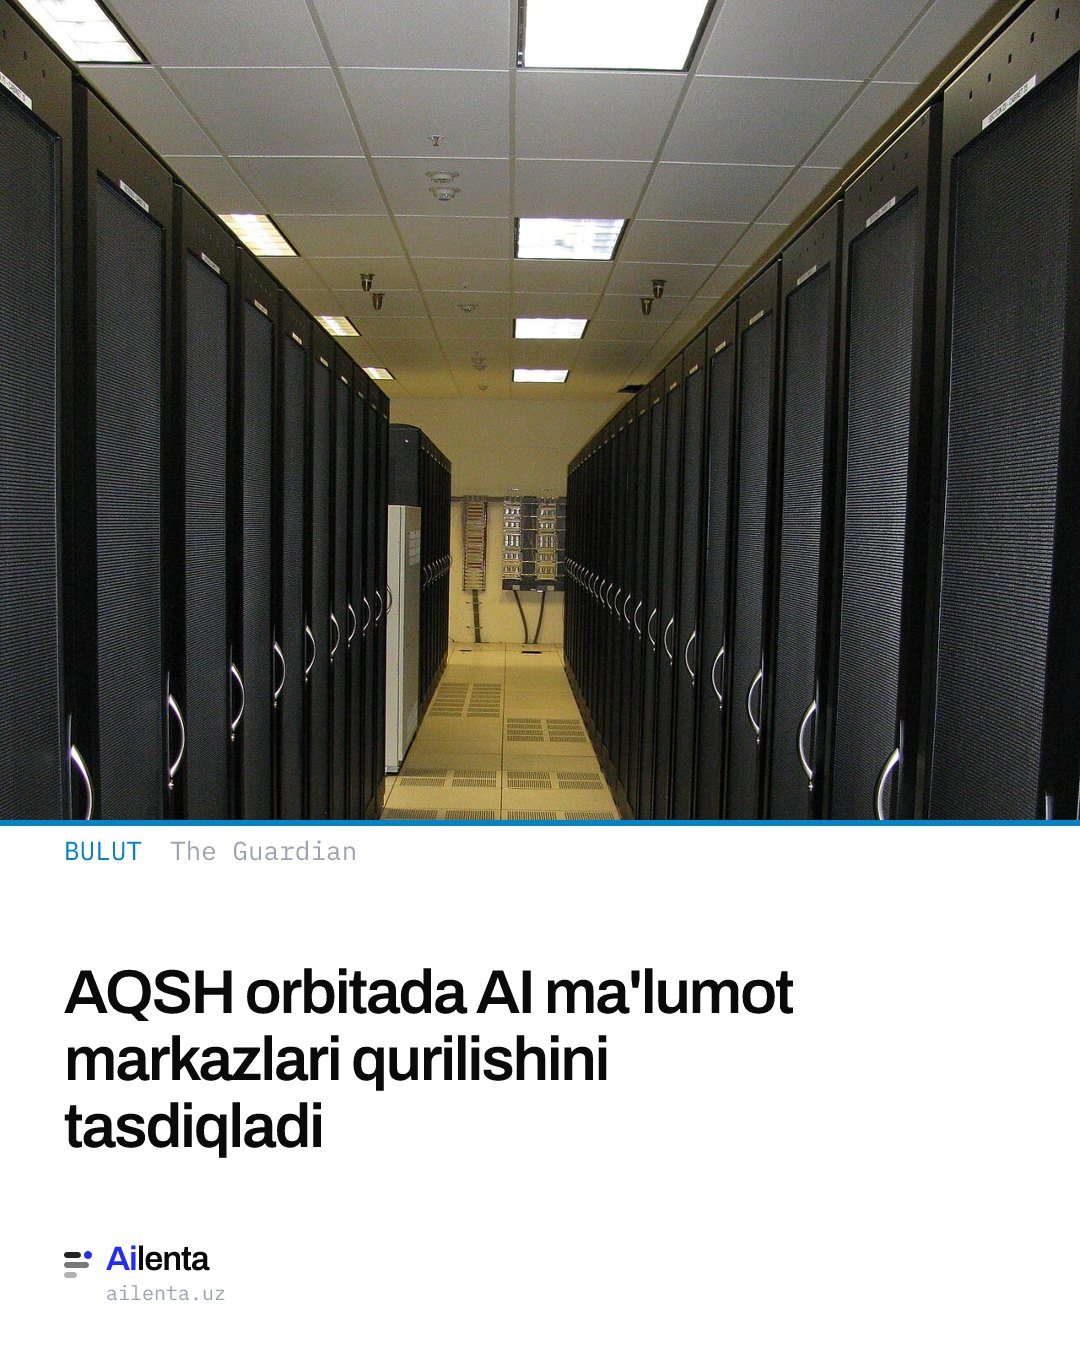 BULUT The Guardian
AQSH orbitada AI ma'lumot
markazlari qurilishini
tasdiqladi
Ailenta
ailenta.uz